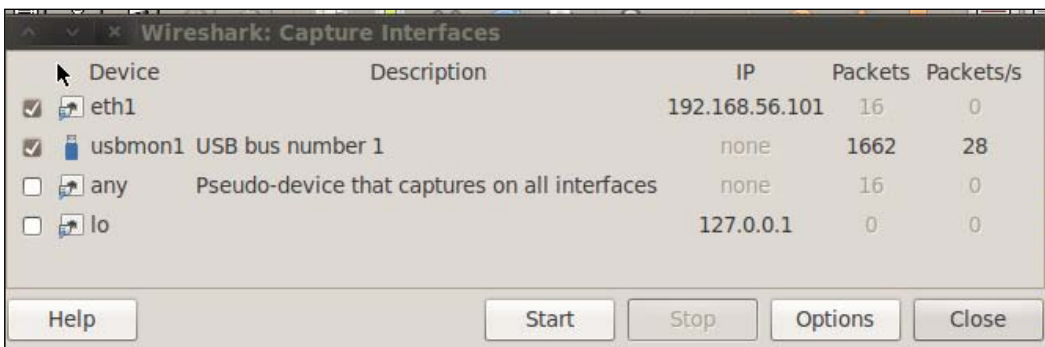 Wireshark: Capture Interfaces
Device Description IP Packets Packets/s
eth1 192.168.56.101 16 0
usbmon1 USB bus number 1 none 1662 28
any Pseudo-device that captures on all interfaces none 16 0
lo 127.0.0.1 0 0
Help Start Stop Options Close